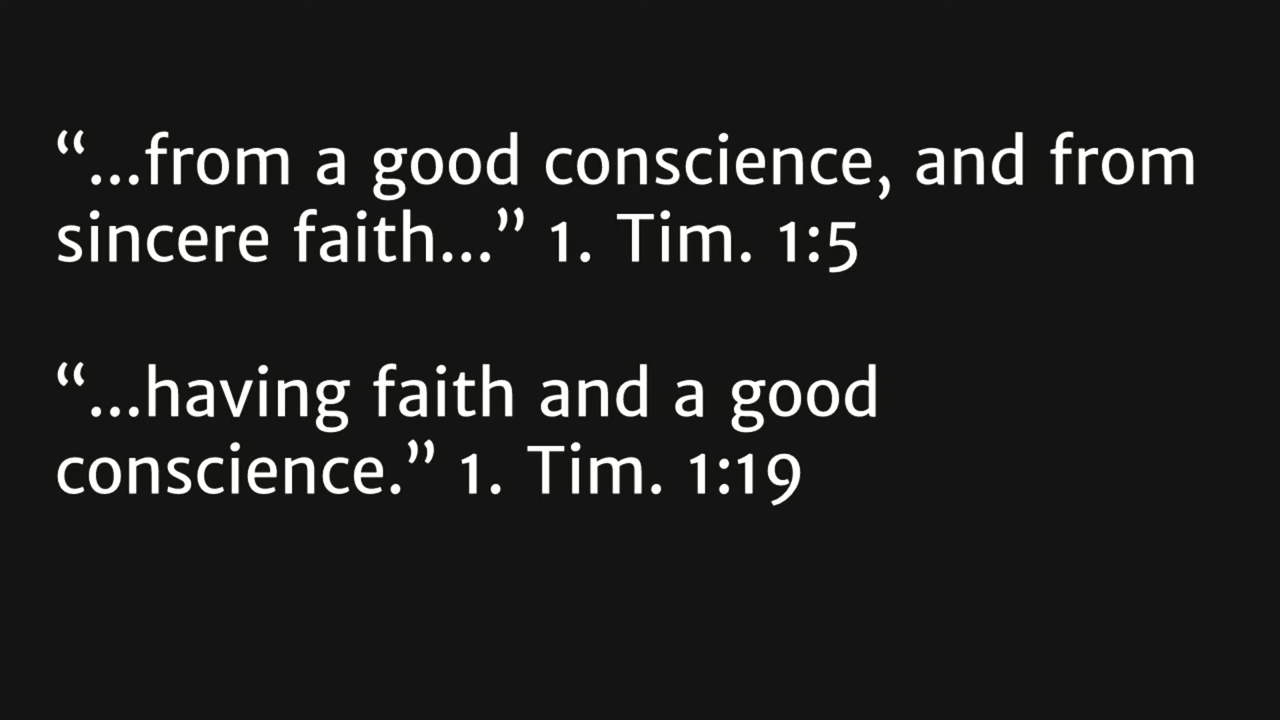 “...from a good conscience, and from
sincere faith...” 1. Tim. 1:5
“...having faith and a good
conscience.” 1. Tim. 1:19